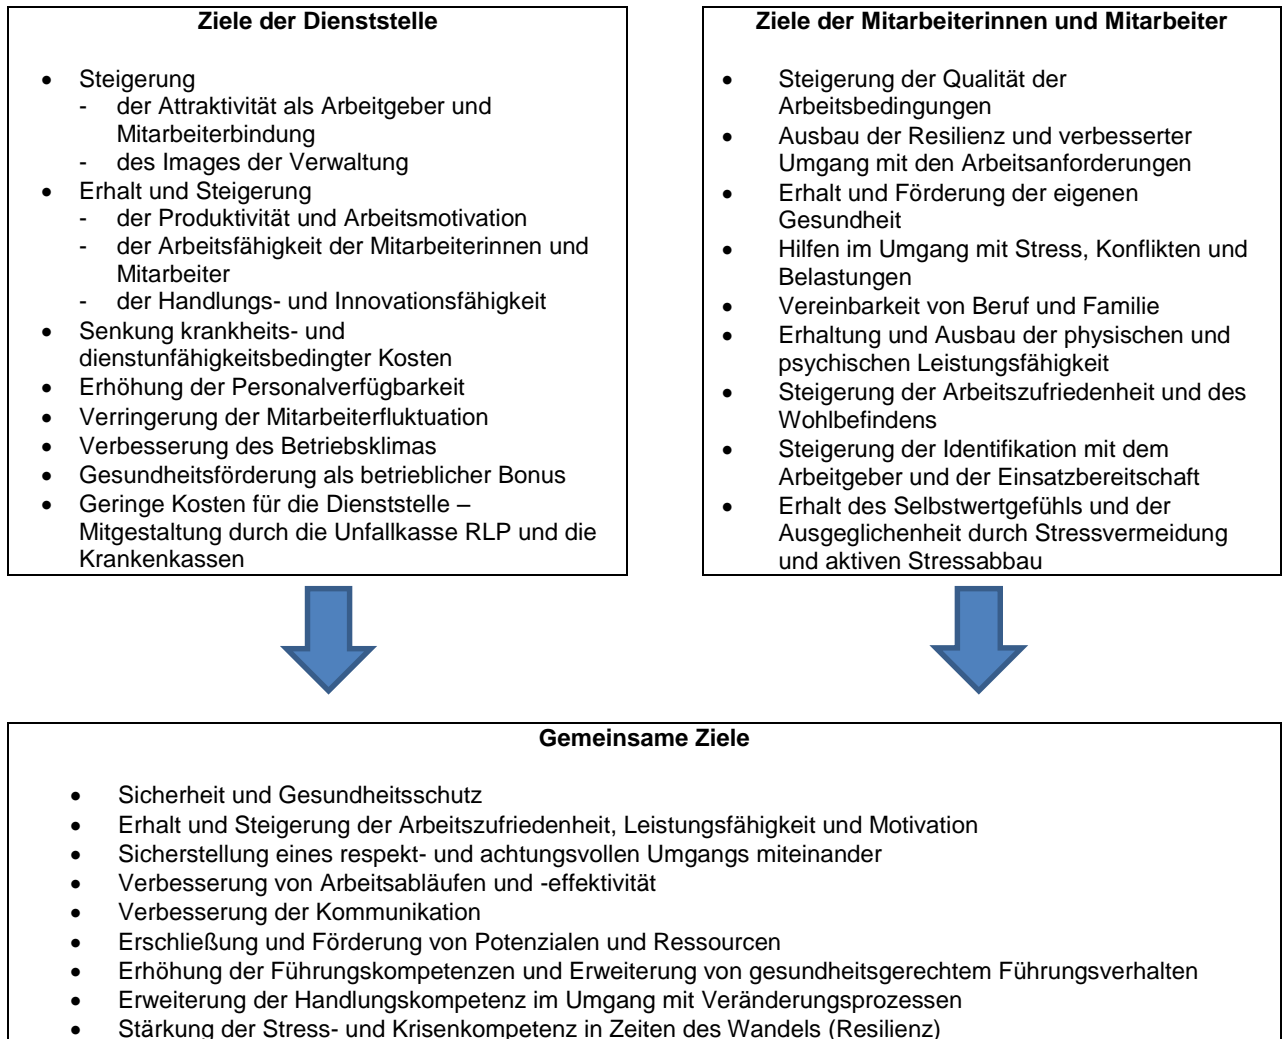 Ziele der Dienststelle
• Steigerung
- der Attraktivität als Arbeitgeber und
Mitarbeiterbindung
- des Images der Verwaltung
• Erhalt und Steigerung
- der Produktivität und Arbeitsmotivation
- der Arbeitsfähigkeit der Mitarbeiterinnen und
Mitarbeiter
- der Handlungs- und Innovationsfähigkeit
• Senkung krankheits- und
dienstunfähigkeitsbedingter Kosten
• Erhöhung der Personalverfügbarkeit
• Verringerung der Mitarbeiterfluktuation
• Verbesserung des Betriebsklimas
• Gesundheitsförderung als betrieblicher Bonus
• Geringe Kosten für die Dienststelle –
Mitgestaltung durch die Unfallkasse RLP und die
Krankenkassen
Ziele der Mitarbeiterinnen und Mitarbeiter
• Steigerung der Qualität der
Arbeitsbedingungen
• Ausbau der Resilienz und verbesserter
Umgang mit den Arbeitsanforderungen
• Erhalt und Förderung der eigenen
Gesundheit
• Hilfen im Umgang mit Stress, Konflikten und
Belastungen
• Vereinbarkeit von Beruf und Familie
• Erhaltung und Ausbau der physischen und
psychischen Leistungsfähigkeit
• Steigerung der Arbeitszufriedenheit und des
Wohlbefindens
• Steigerung der Identifikation mit dem
Arbeitgeber und der Einsatzbereitschaft
• Erhalt des Selbstwertgefühls und der
Ausgeglichenheit durch Stressvermeidung
und aktiven Stressabbau
Gemeinsame Ziele
• Sicherheit und Gesundheitsschutz
• Erhalt und Steigerung der Arbeitszufriedenheit, Leistungsfähigkeit und Motivation
• Sicherstellung eines respekt- und achtungsvollen Umgangs miteinander
• Verbesserung von Arbeitsabläufen und -effektivität
• Verbesserung der Kommunikation
• Erschließung und Förderung von Potenzialen und Ressourcen
• Erhöhung der Führungskompetenzen und Erweiterung von gesundheitsgerechtem Führungsverhalten
• Erweiterung der Handlungskompetenz im Umgang mit Veränderungsprozessen
• Stärkung der Stress- und Krisenkompetenz in Zeiten des Wandels (Resilienz)